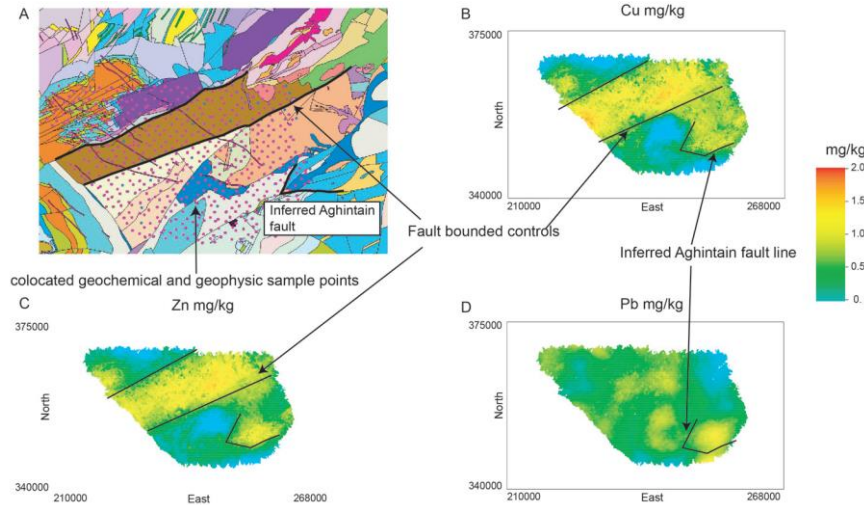 A
B
Cu mg/kg
375000
North
340000
210000
East
268000
mg/kg
2.0
1.5
1.0
0.5
0.
Inferred Aghintain
fault
Fault bounded controls
Inferred Aghintain fault line
colocated geochemical and geophysic sample points
C
Zn mg/kg
375000
North
340000
210000
East
268000
D
Pb mg/kg
375000
North
340000
210000
East
268000